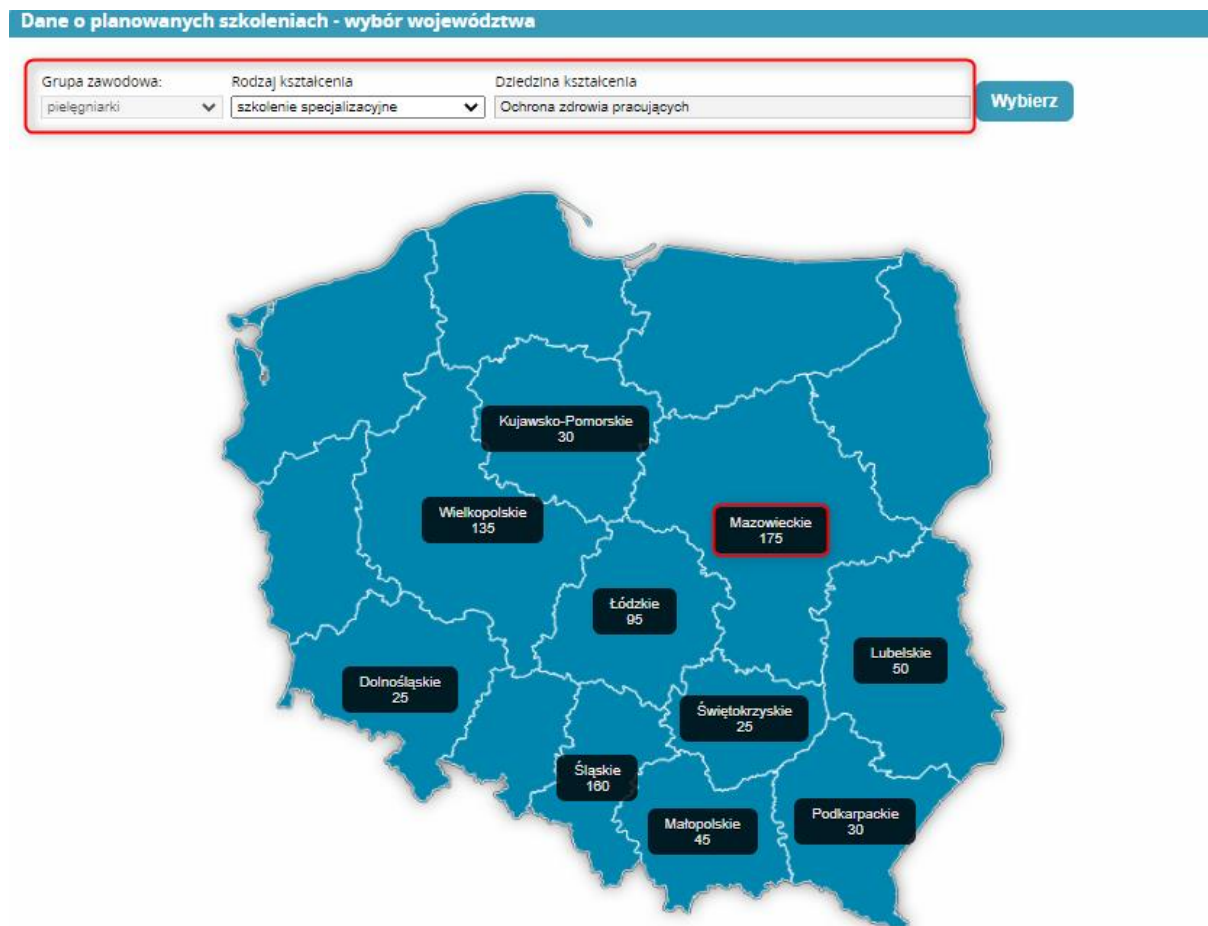 Dane o planowanych szkoleniach - wybór województwa
Grupa zawodowa: Rodzaj kształcenia Dziedzina kształcenia
pielęgniarki szkolenie specjalizacyjne Ochrona zdrowia pracujących Wybierz
Kujawsko-Pomorskie
30
Wielkopolskie
135
Mazowieckie
175
Łódzkie
95
Lubelskie
50
Dolnośląskie
25
Świętokrzyskie
25
Śląskie
160
Małopolskie
45
Podkarpackie
30